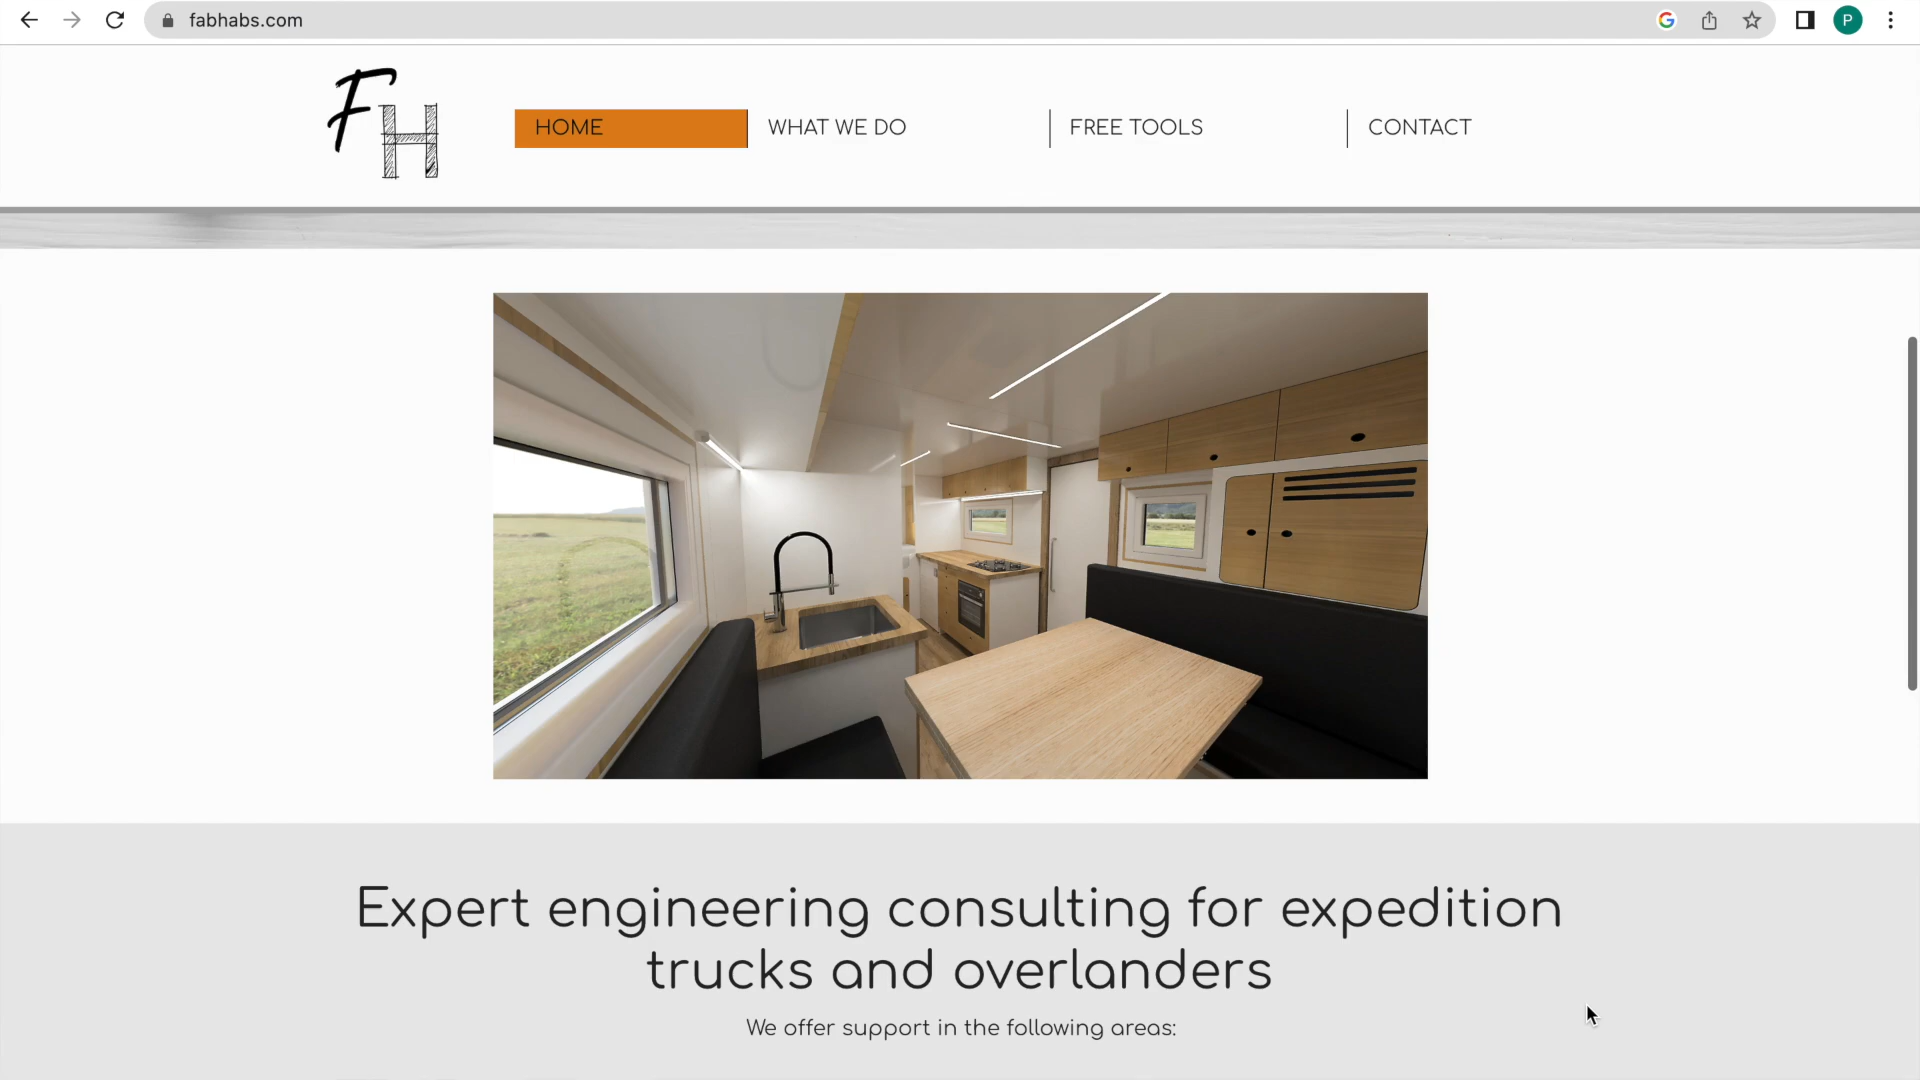 fabhabs.com
P
FH
HOME
WHAT WE DO
FREE TOOLS
CONTACT
Expert engineering consulting for expedition
trucks and overlanders
We offer support in the following areas: